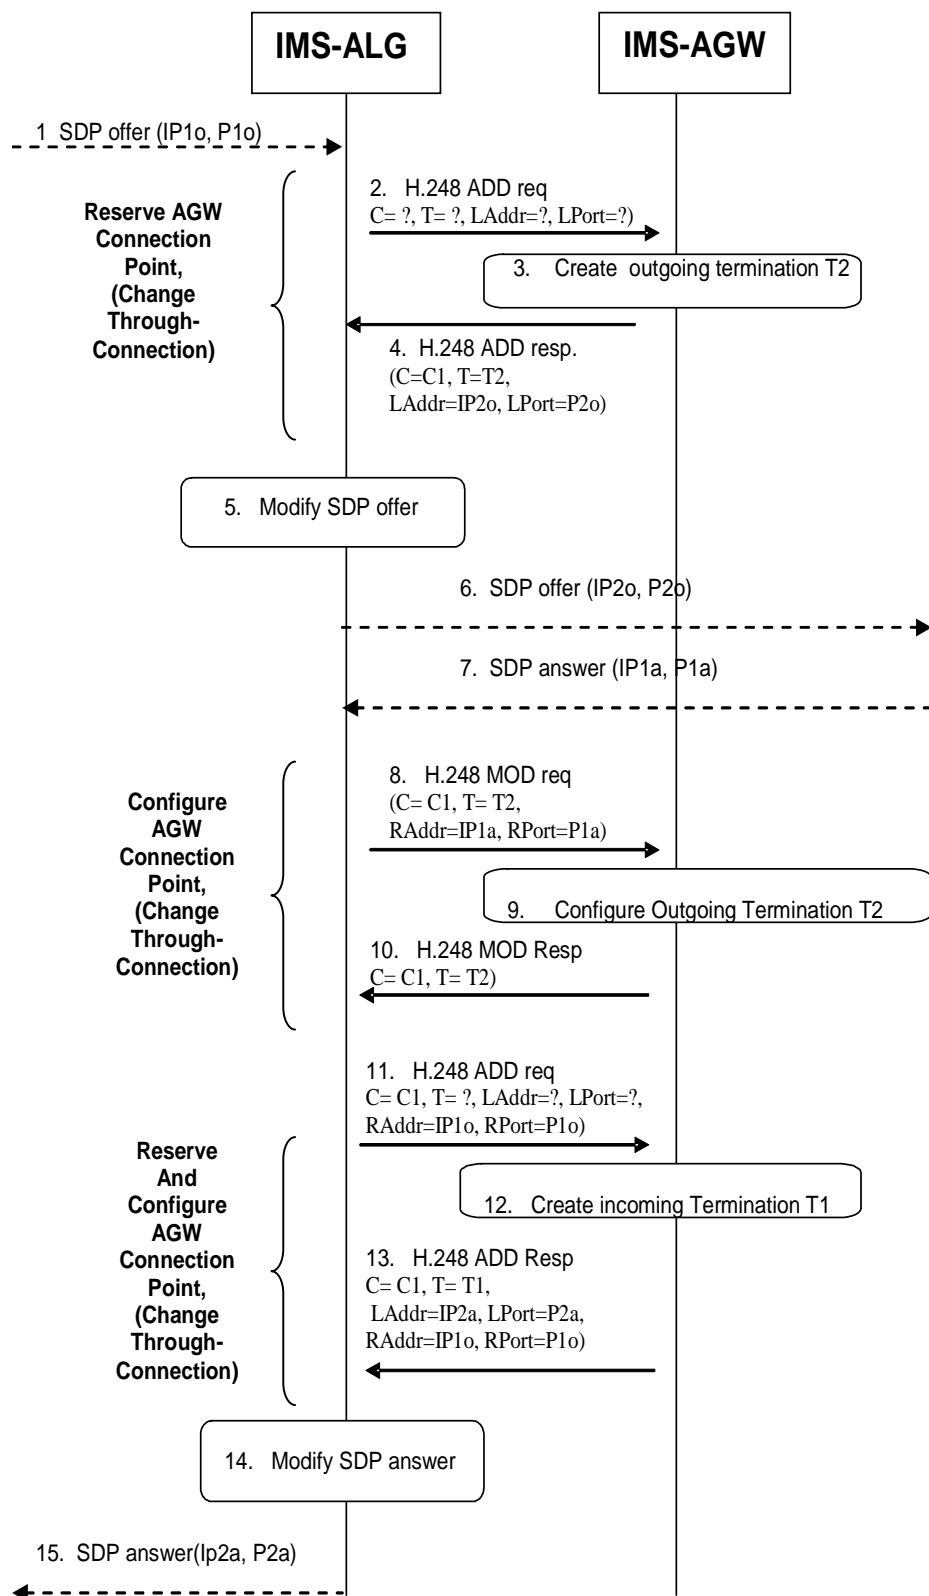 IMS-ALG
IMS-AGW
1 SDP offer (IP1o, P1o)
Reserve AGW
Connection
Point,
(Change
Through-
Connection)
2. H.248 ADD req
C= ?, T= ?, LAddr=?, LPort=?)
3. Create outgoing termination T2
4. H.248 ADD resp.
(C=C1, T=T2,
LAddr=IP2o, LPort=P2o)
5. Modify SDP offer
6. SDP offer (IP2o, P2o)
7. SDP answer (IP1a, P1a)
Configure
AGW
Connection
Point,
(Change
Through-
Connection)
8. H.248 MOD req
(C= C1, T= T2,
RAddr=IP1a, RPort=P1a)
9. Configure Outgoing Termination T2
10. H.248 MOD Resp
C= C1, T= T2)
11. H.248 ADD req
C= C1, T= ?, LAddr=?, LPort=?,
RAddr=IP1o, RPort=P1o)
Reserve
And
Configure
AGW
Connection
Point,
(Change
Through-
Connection)
12. Create incoming Termination T1
13. H.248 ADD Resp
C= C1, T= T1,
LAddr=IP2a, LPort=P2a,
RAddr=IP1o, RPort=P1o)
14. Modify SDP answer
15. SDP answer(Ip2a, P2a)